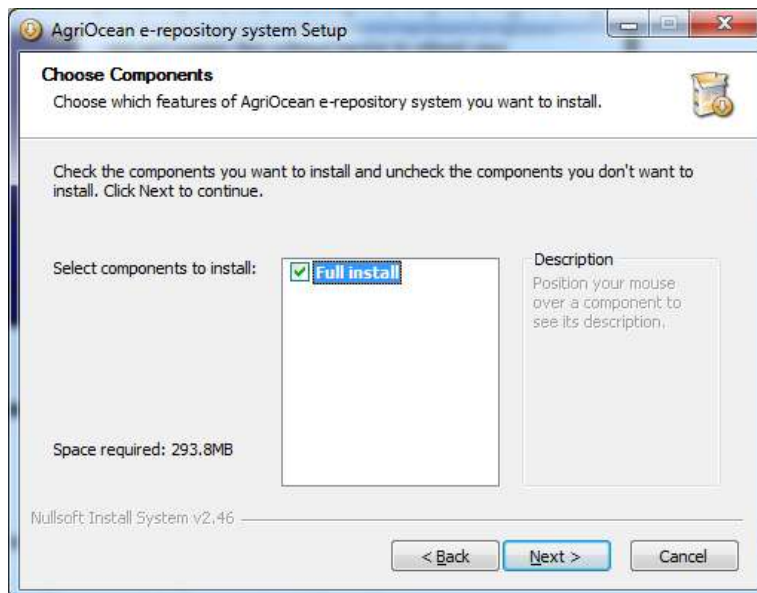 AgriOcean e-repository system Setup
Choose Components
Choose which features of AgriOcean e-repository system you want to install.
Check the components you want to install and uncheck the components you don't want to
install. Click Next to continue.
Select components to install:
Full install
Description
Position your mouse
over a component to
see its description.
Space required: 293.8MB
Nullsoft Install System v2.46
< Back
Next >
Cancel